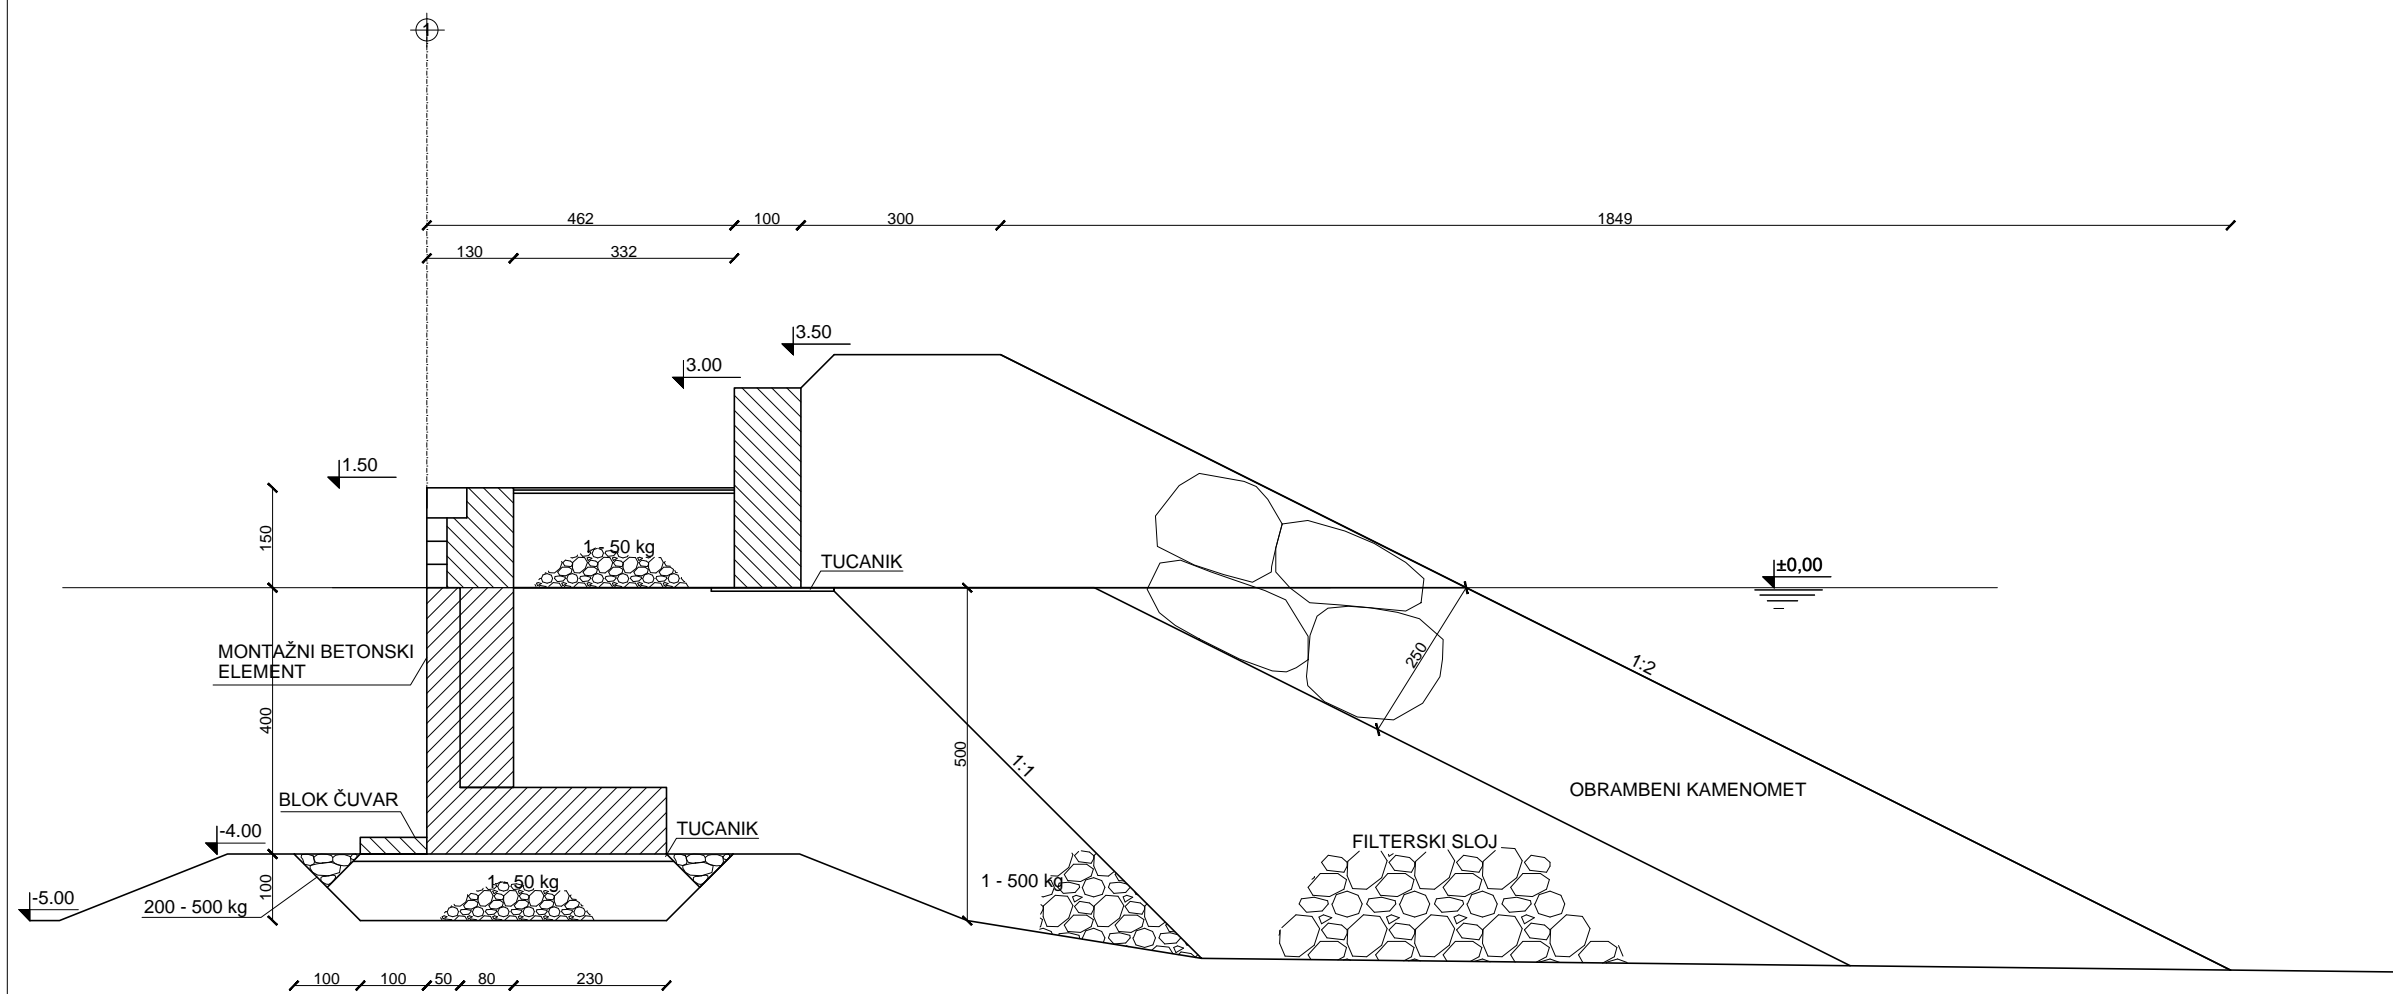 1
462
100
300
1849
130
332
3.50
3.00
1.50
150
1 - 50 kg
TUCANIK
±0,00
MONTAŽNI BETONSKI
ELEMENT
250
1:2
400
500
1:1
OBRAMBENI KAMENOMET
BLOK ČUVAR
-4.00
TUCANIK
FILTERSKI SLOJ
1 - 50 kg
1 - 500 kg
100
-5.00
200 - 500 kg
100
100
50
80
230